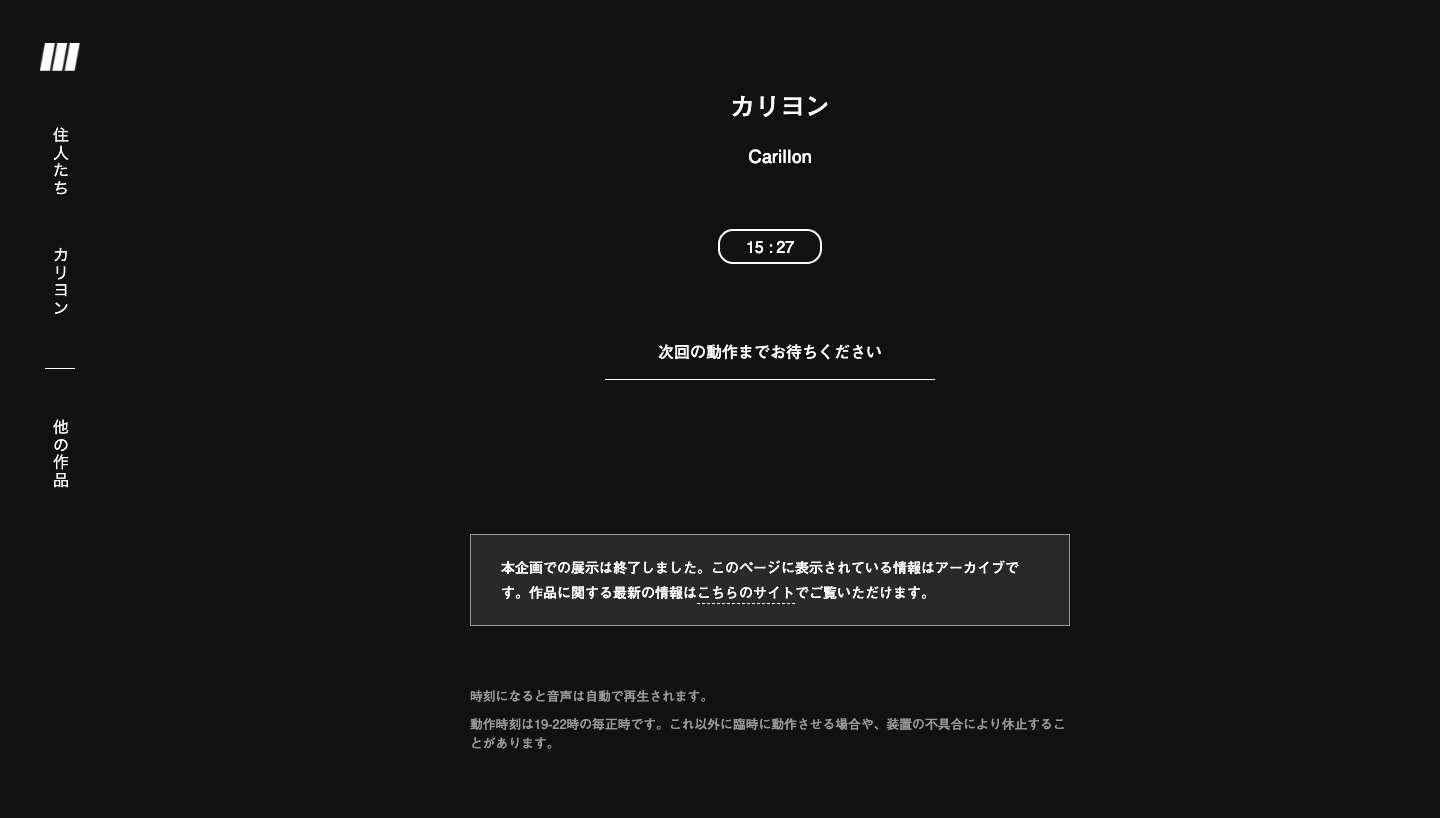 住人たち
カリヨン
他の作品
カリヨン
Carillon
15 : 27
次回の動作までお待ちください
本企画での展示は終了しました。このページに表示されている情報はアーカイブで
す。作品に関する最新の情報はこちらのサイトでご覧いただけます。
時刻になると音声は自動で再生されます。
動作時刻は19-22時の毎正時です。これ以外に臨時に動作させる場合や、装置の不具合により休止するこ
とがあります。